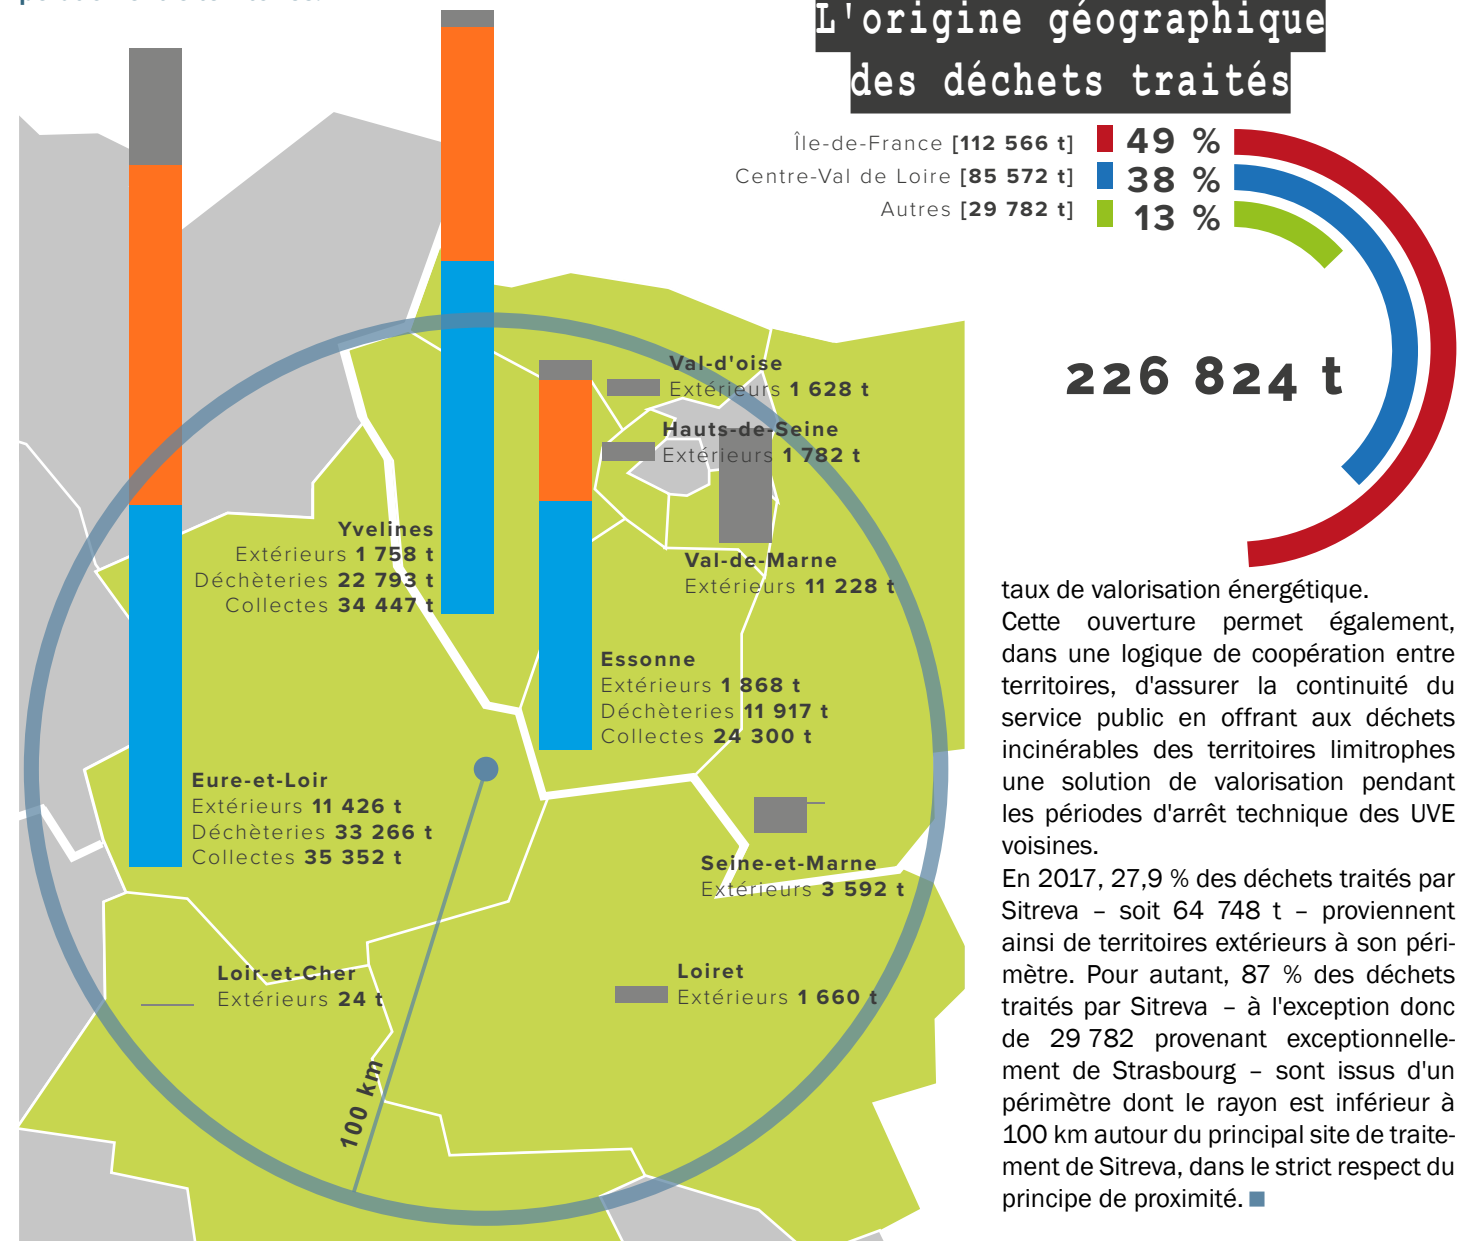 L'origine géographique
des déchets traités
Île-de-France [112 566 t] 49 %
Centre-Val de Loire [85 572 t] 38 %
Autres [29 782 t] 13 %
226 824 t
Val-d'oise
Extérieurs 1 628 t
Hauts-de-Seine
Extérieurs 1 782 t
Val-de-Marne
Extérieurs 11 228 t
Yvelines
Extérieurs 1 758 t
Déchèteries 22 793 t
Collectes 34 447 t
Essonne
Extérieurs 1 868 t
Déchèteries 11 917 t
Collectes 24 300 t
Eure-et-Loir
Extérieurs 11 426 t
Déchèteries 33 266 t
Collectes 35 352 t
Seine-et-Marne
Extérieurs 3 592 t
Loir-et-Cher
Extérieurs 24 t
Loiret
Extérieurs 1 660 t
100 km
taux de valorisation énergétique.
Cette ouverture permet également,
dans une logique de coopération entre
territoires, d'assurer la continuité du
service public en offrant aux déchets
incinérables des territoires limitrophes
une solution de valorisation pendant
les périodes d'arrêt technique des UVE
voisines.
En 2017, 27,9 % des déchets traités par
Sitreva – soit 64 748 t – proviennent
ainsi de territoires extérieurs à son péri-
mètre. Pour autant, 87 % des déchets
traités par Sitreva – à l'exception donc
de 29 782 provenant exceptionnelle-
ment de Strasbourg – sont issus d'un
périmètre dont le rayon est inférieur à
100 km autour du principal site de traite-
ment de Sitreva, dans le strict respect du
principe de proximité.